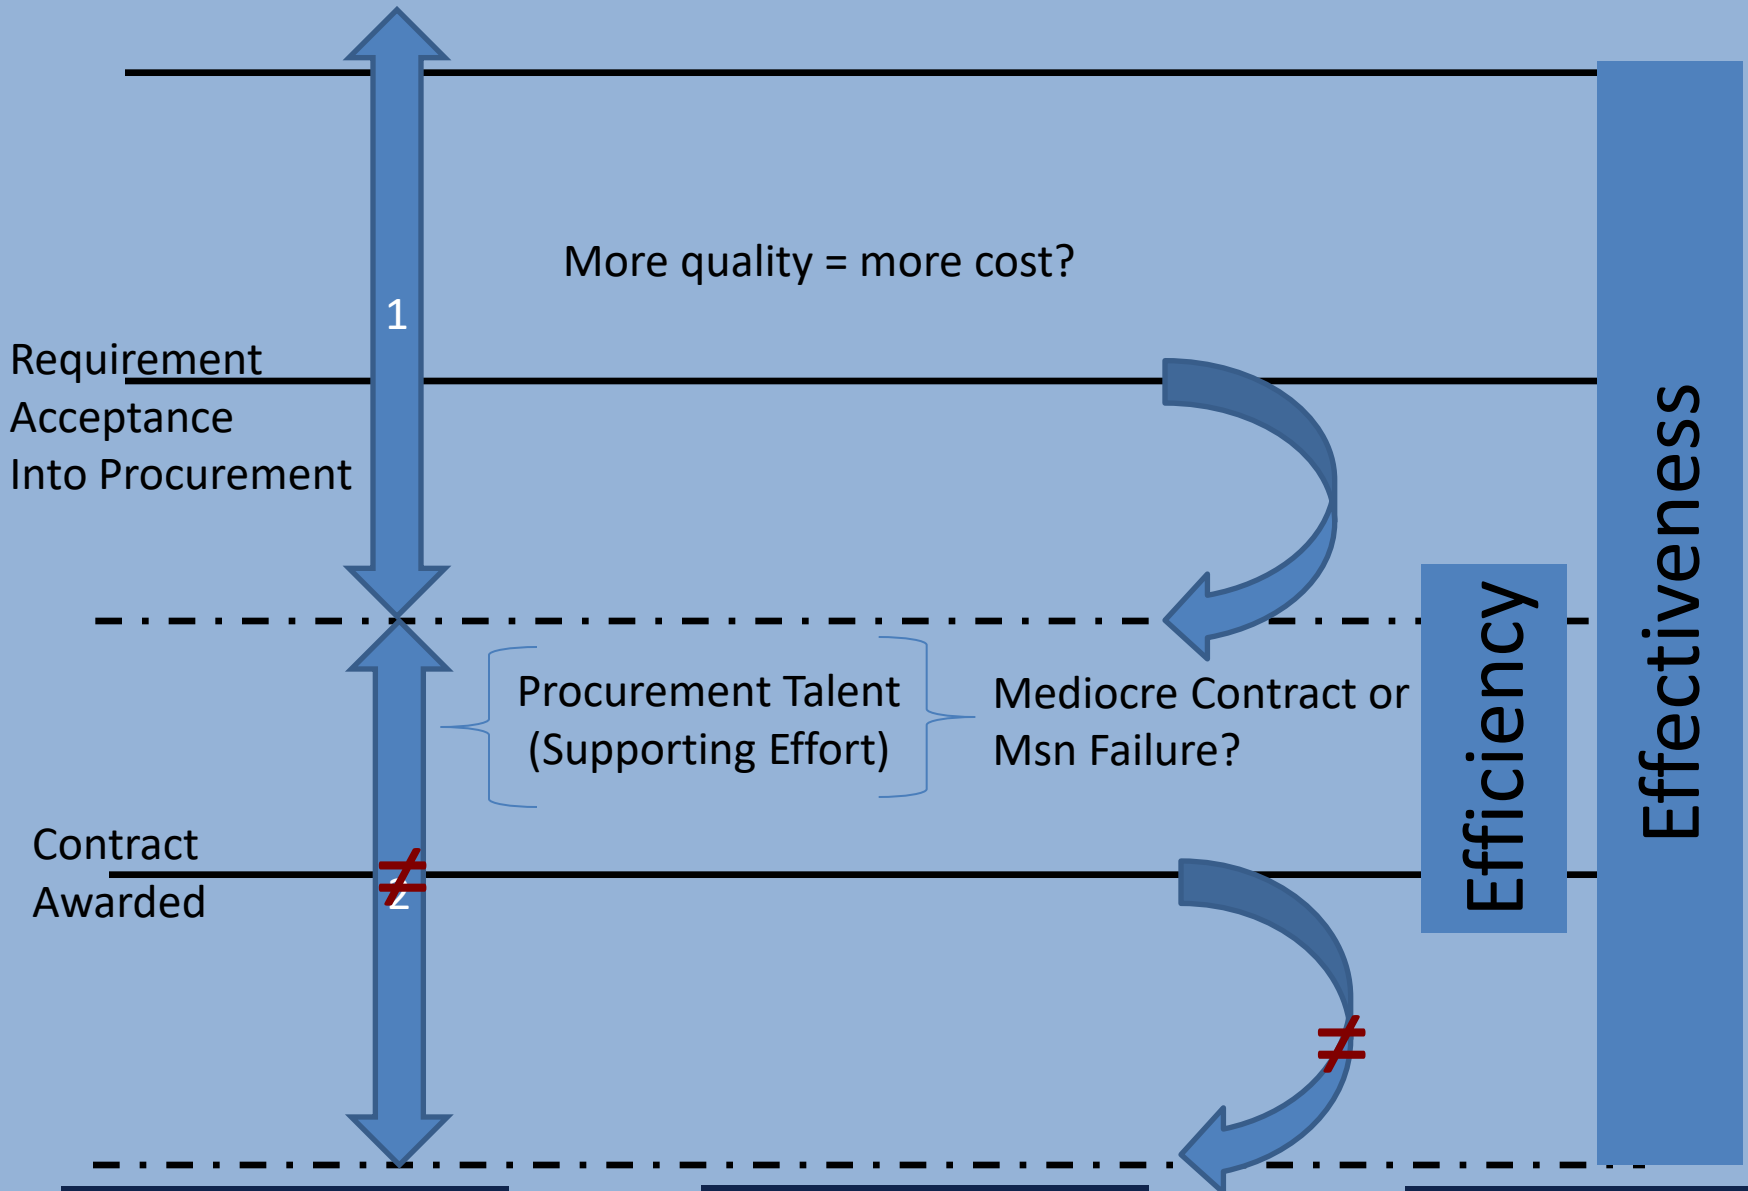 More quality = more cost?
1
Requirement
Acceptance
Into Procurement
Procurement Talent
(Supporting Effort)
Mediocre Contract or
Msn Failure?
Contract
Awarded
≠
2
≠
Efficiency
Effectiveness